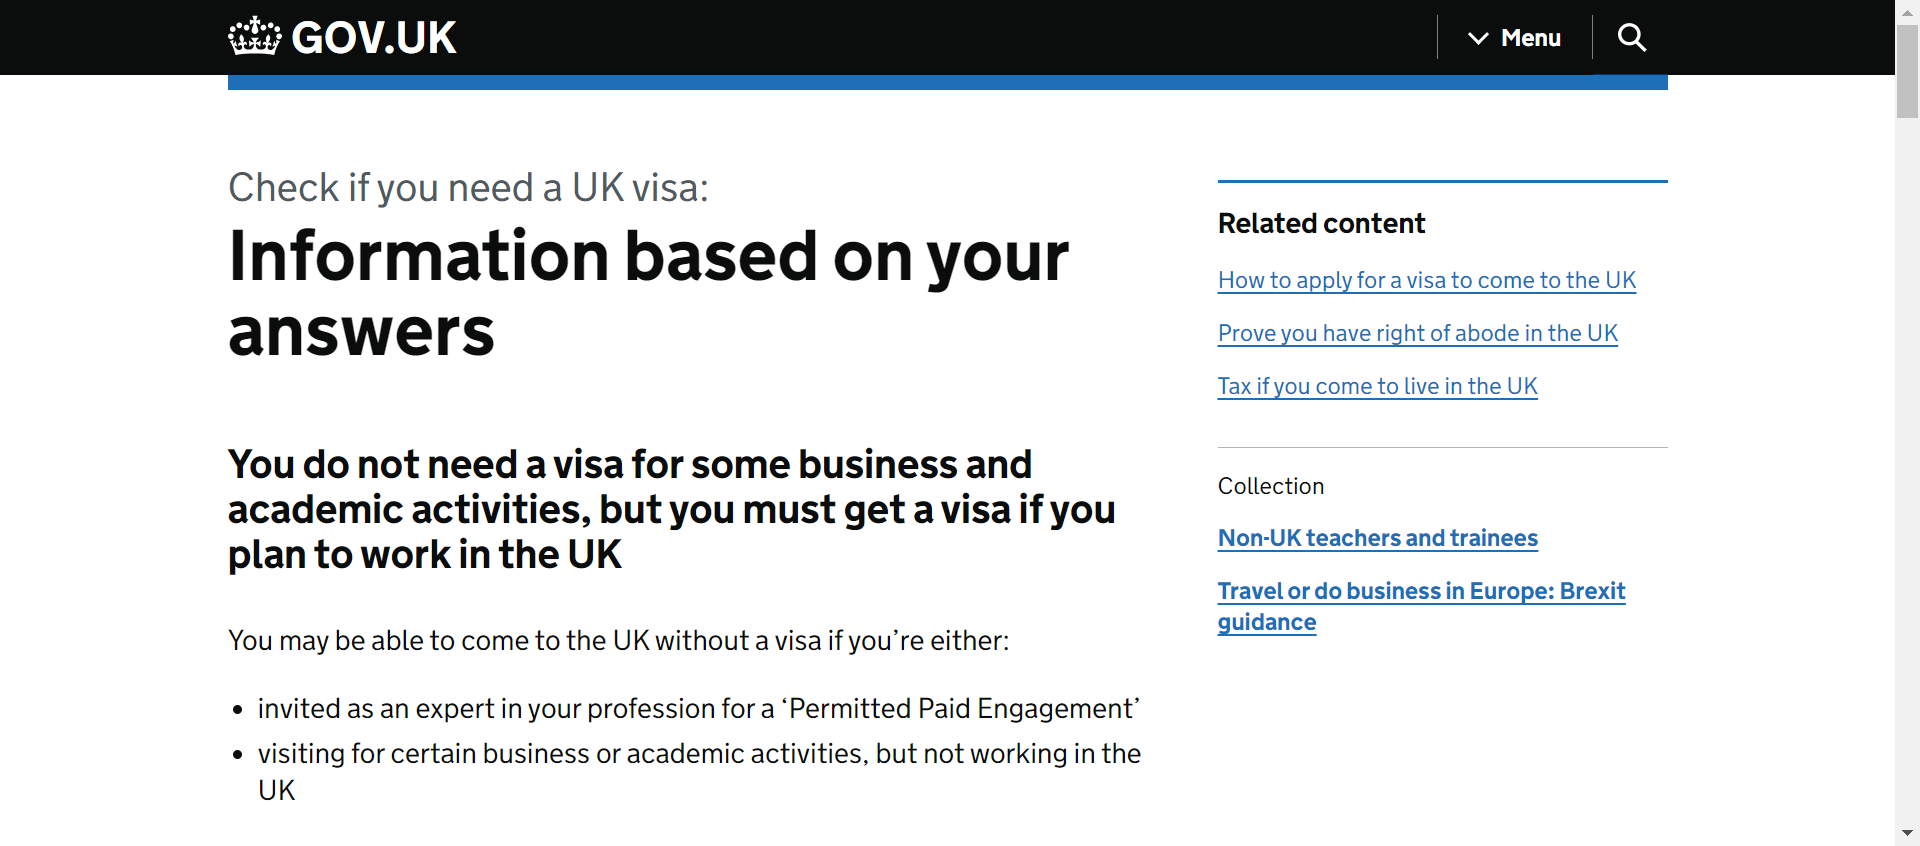 GOV.UK
Menu
Check if you need a UK visa:
Information based on your
answers
You do not need a visa for some business and
academic activities, but you must get a visa if you
plan to work in the UK
You may be able to come to the UK without a visa if you’re either:
• invited as an expert in your profession for a ‘Permitted Paid Engagement’
• visiting for certain business or academic activities, but not working in the
UK
Related content
How to apply for a visa to come to the UK
Prove you have right of abode in the UK
Tax if you come to live in the UK
Collection
Non-UK teachers and trainees
Travel or do business in Europe: Brexit
guidance